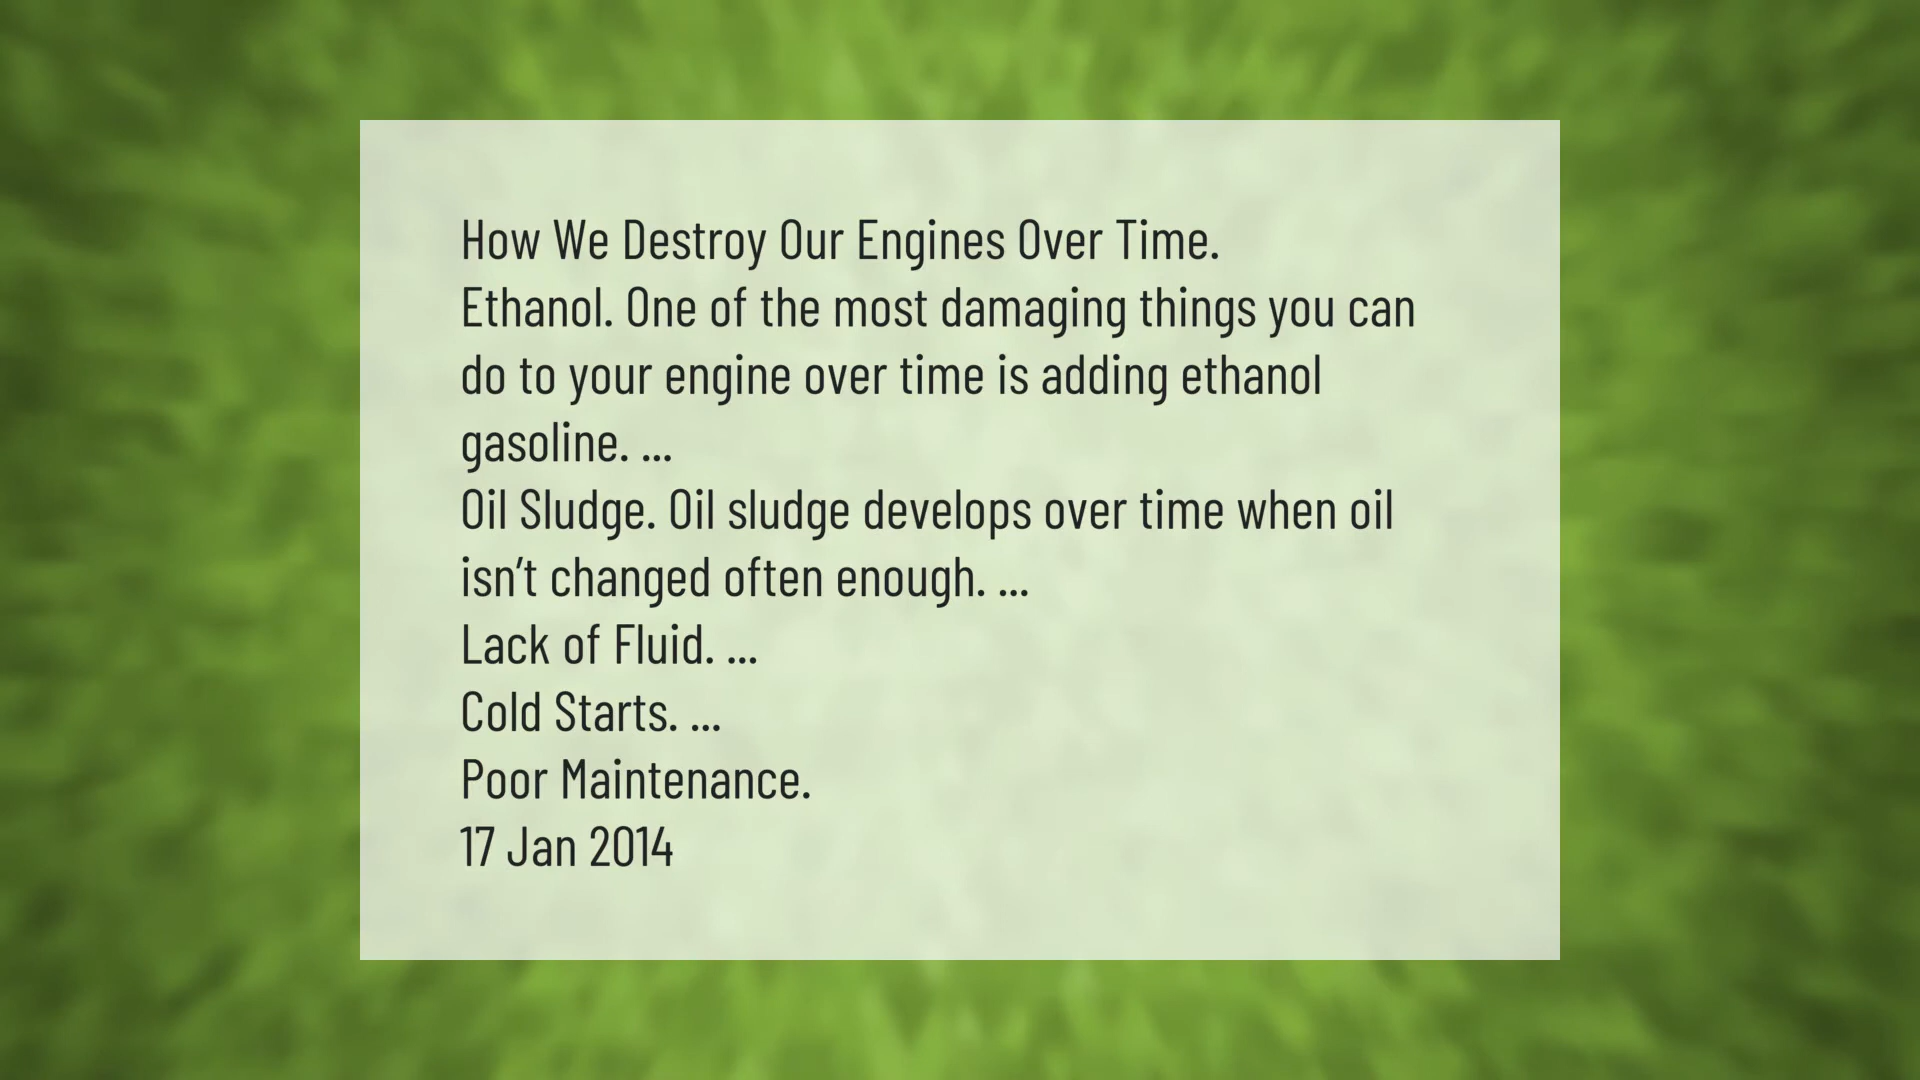 How We Destroy Our Engines Over Time.
Ethanol. One of the most damaging things you can
do to your engine over time is adding ethanol
gasoline. ...
Oil Sludge. Oil sludge develops over time when oil
isn’t changed often enough. ...
Lack of Fluid. ...
Cold Starts. ...
Poor Maintenance.
17 Jan 2014